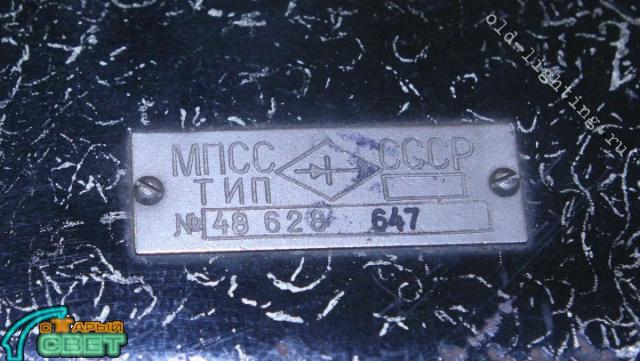 old-lighting.ru
МПСС СССР
ТИП
№ 48 628 647
СТАРЫЙ
СВЕТ